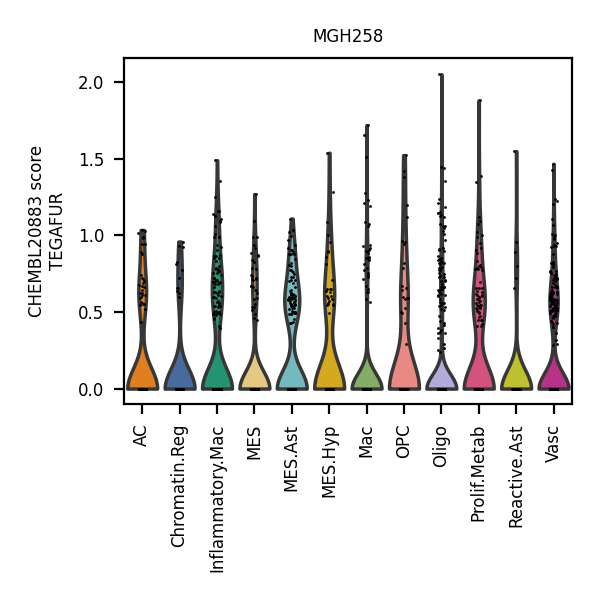 MGH258
CHEMBL20883 score
TEGAFUR
2.0
1.5
1.0
0.5
0.0
AC
Chromatin.Reg
Inflammatory.Mac
MES
MES.Ast
MES.Hyp
Mac
OPC
Oligo
Prolif.Metab
Reactive.Ast
Vasc